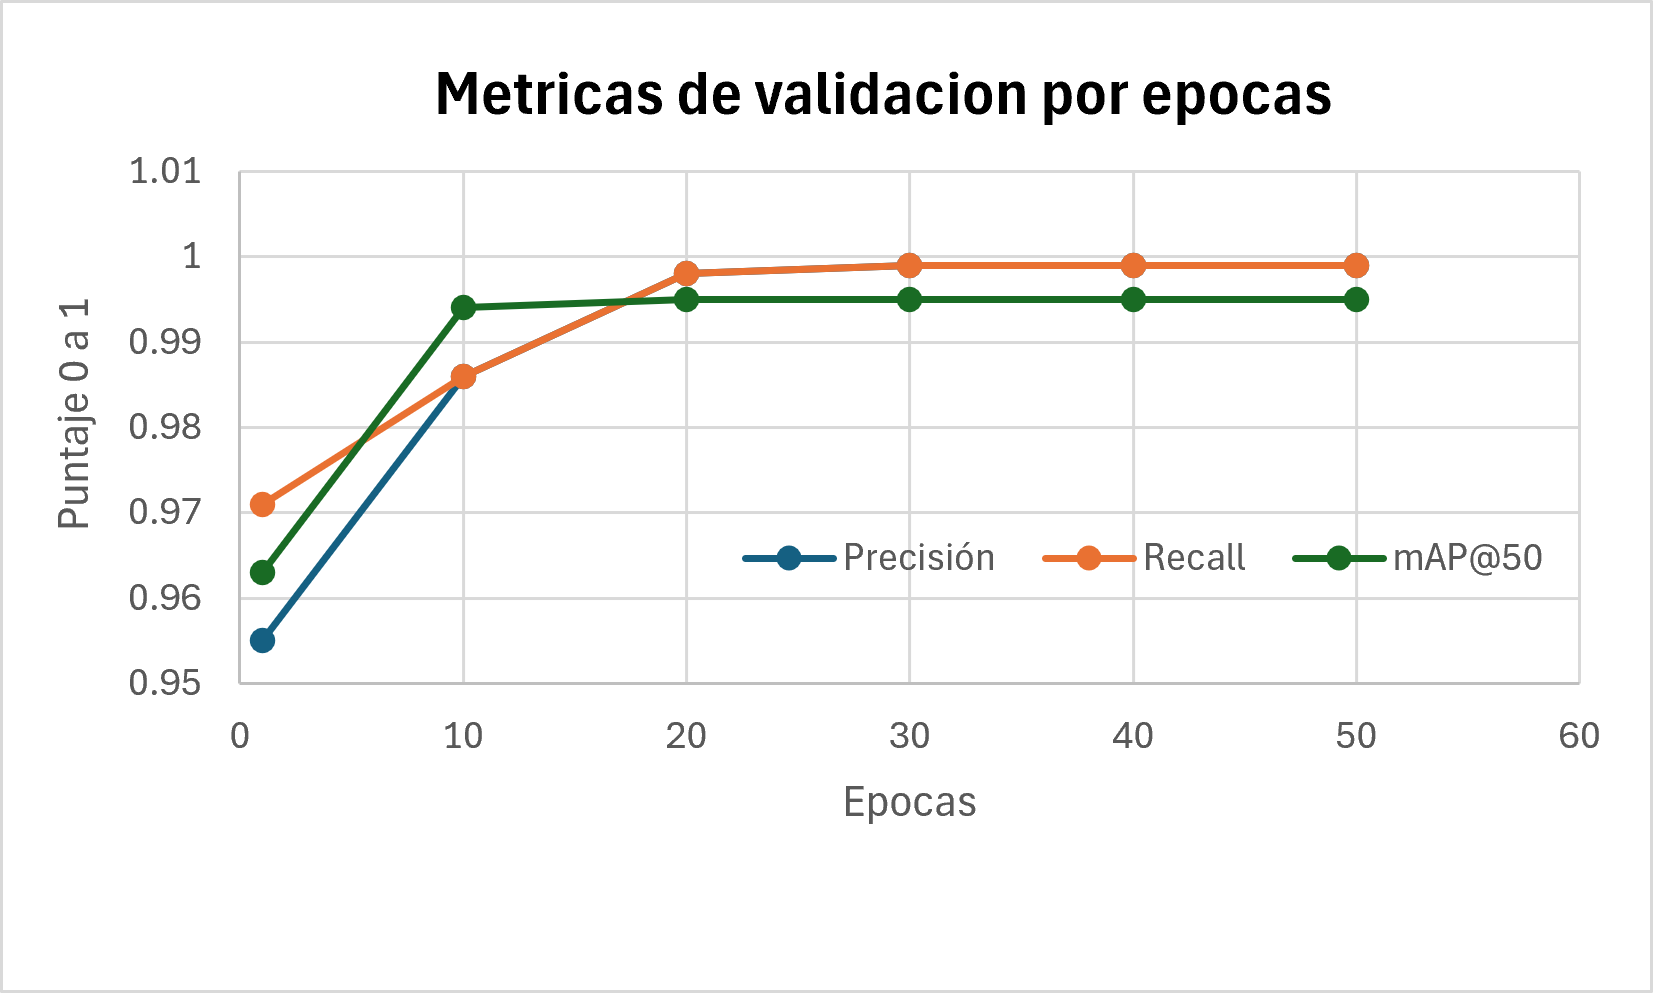 Metricas de validacion por epocas
1.01
1
0.99
0.98
0.97
0.96
0.95
Puntaje 0 a 1
Precisión Recall mAP@50
0 10 20 30 40 50 60
Epocas